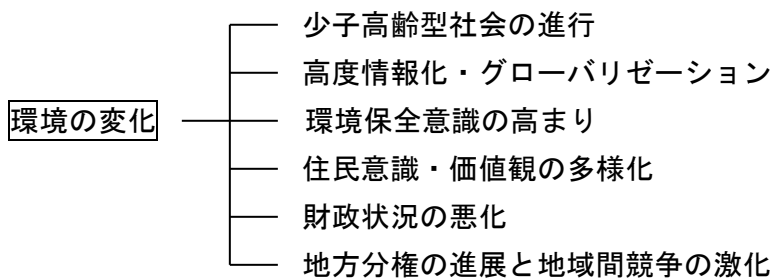 少子高齢型社会の進行
高度情報化・グローバリゼーション
環境の変化
環境保全意識の高まり
住民意識・価値観の多様化
財政状況の悪化
地方分権の進展と地域間競争の激化